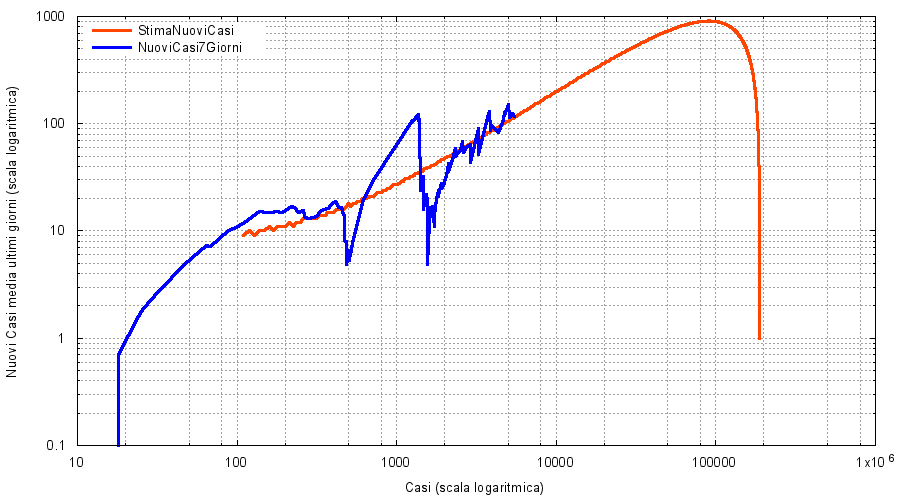 1000
StimaNuoviCasi
NuoviCasi7Giorni
100
10
1
0.1
Nuovi Casi media ultimi giorni (scala logaritmica)
10
100
1000
10000
100000
1x10 6
Casi (scala logaritmica)